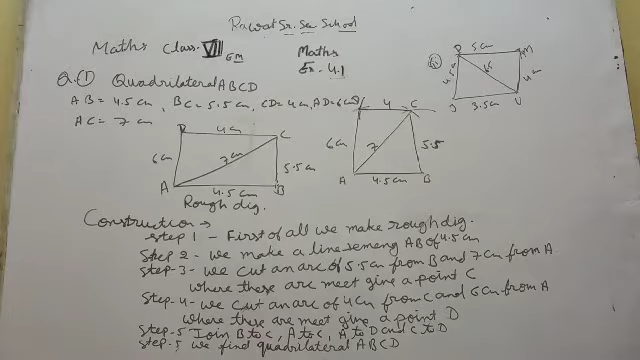 Rawat Sr. Sec School
Maths Class- VIII EM
Maths
Ex- 4.1
Q.① Quadrilateral ABCD
AB = 4.5 cm, BC = 5.5 cm, CD = 4 cm, AD = 6 cm
AC = 7 cm
D 4 cm C
6 cm 7 cm 5.5 cm
A 4.5 cm B
Rough dig.
4 C
6 cm 7 5.5
A 4.5 cm B
5 cm M
4.5 cm 4 cm
3.5 cm U
Construction →
Step 1 - First of all we make rough dig.
Step 2 - we make a line semeng AB of 4.5 cm
Step-3- we cut an arc of 5.5 cm from B and 7 cm from A
where these are meet give a point C
Step-4- we cut an arc of 4 cm from C and 6 cm from A
where these are meet give a point D
Step-5 Join B to C, A to C, A to D and C to D
Step-5 we find quadrilateral ABCD